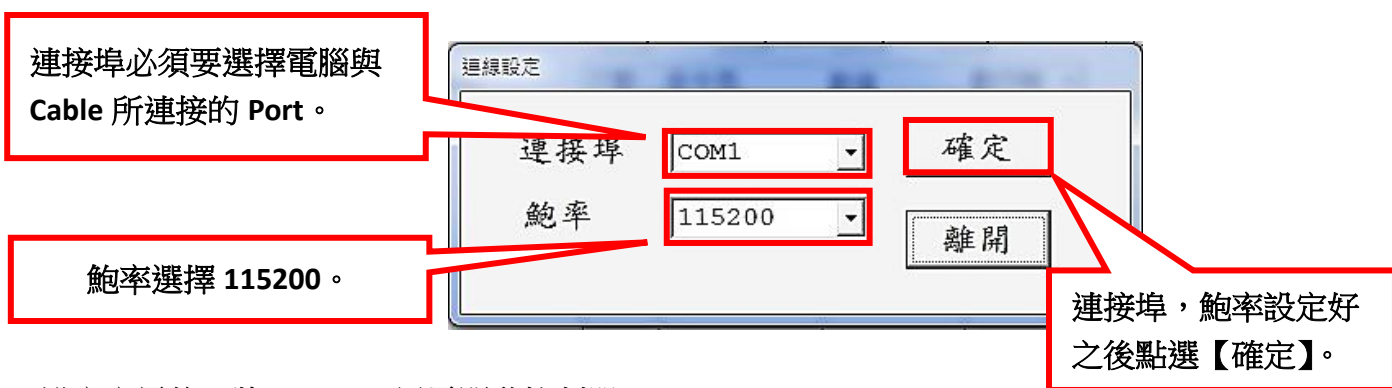 連接埠必須要選擇電腦與
Cable 所連接的 Port。
連線設定
連接埠
COM1
確定
鮑率
115200
離開
鮑率選擇 115200。
連接埠，鮑率設定好
之後點選【確定】。